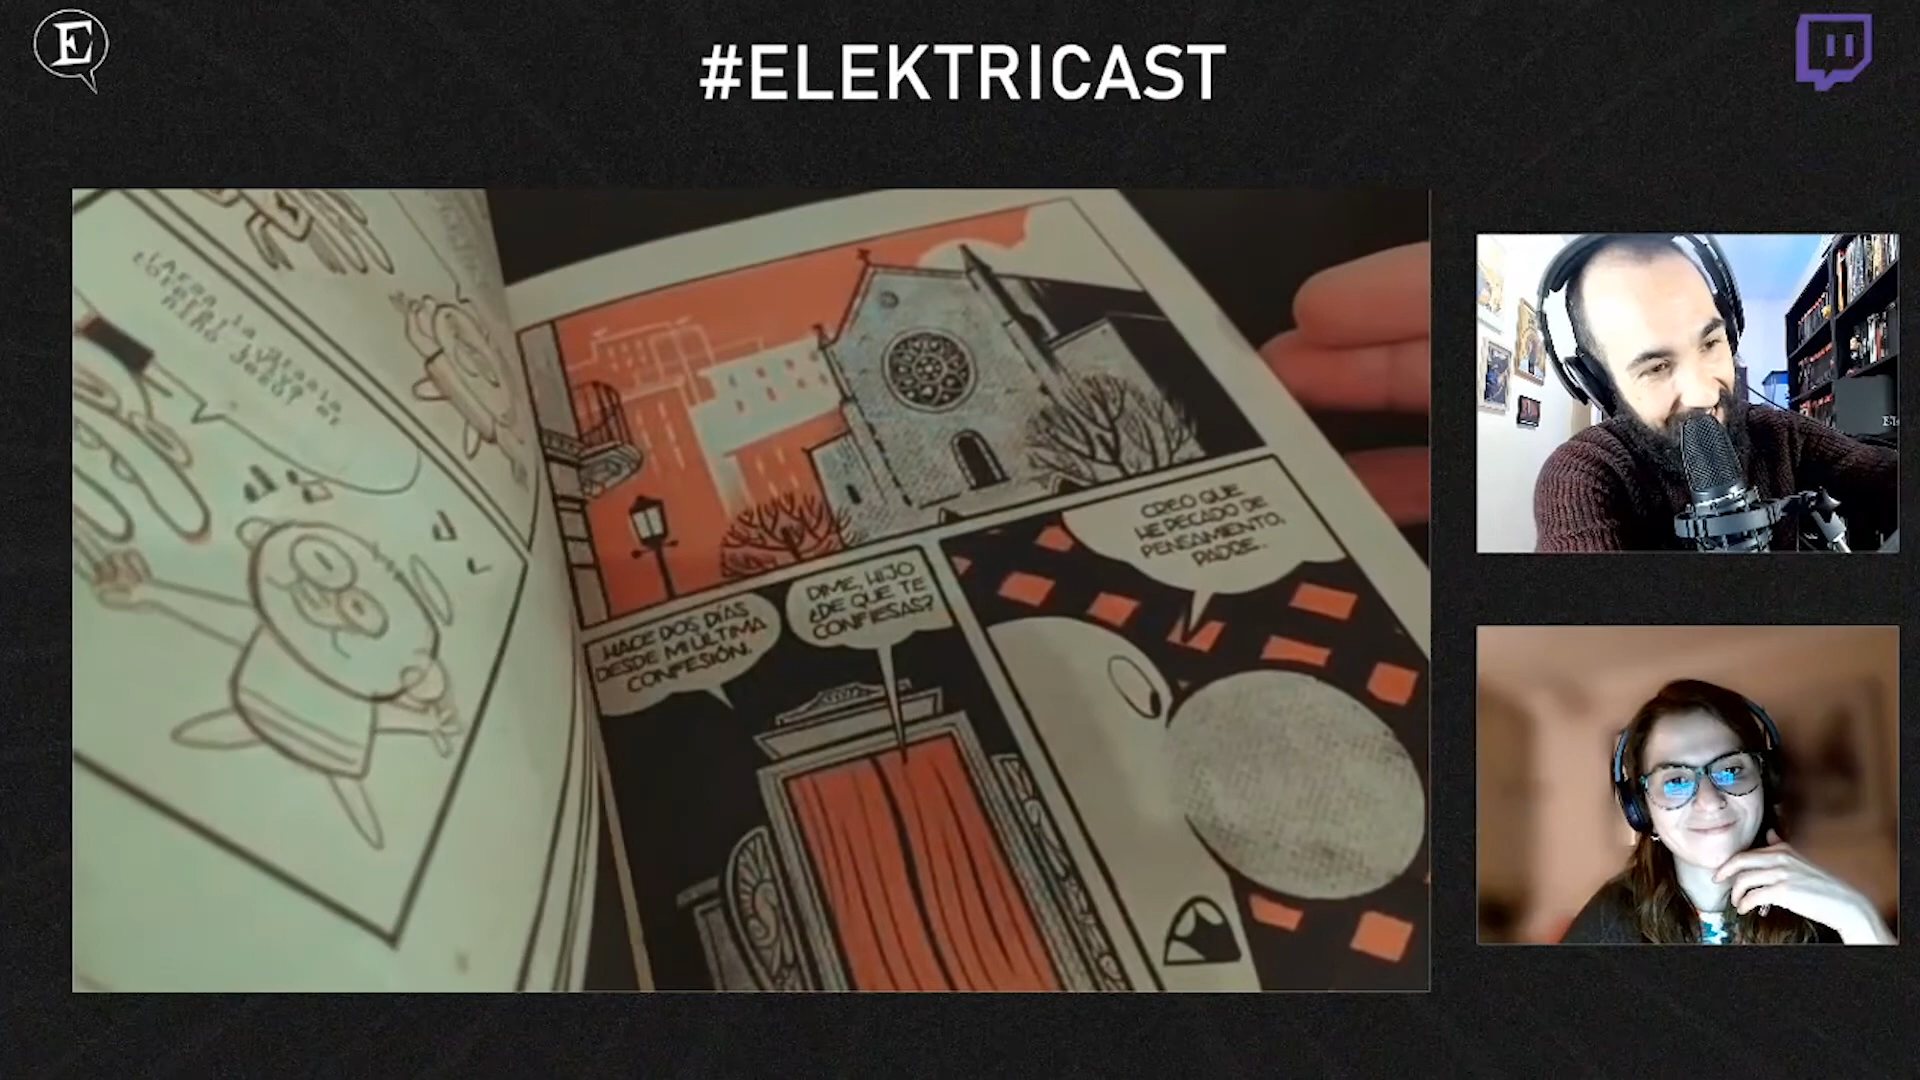 E
#ELEKTRICAST
HACE DOS DÍAS
DESDE MI ÚLTIMA
CONFESIÓN.
DIME, HIJO
¿DE QUE TE
CONFIESAS?
CREO QUE
HE PECADO DE
PENSAMIENTO,
PADRE..